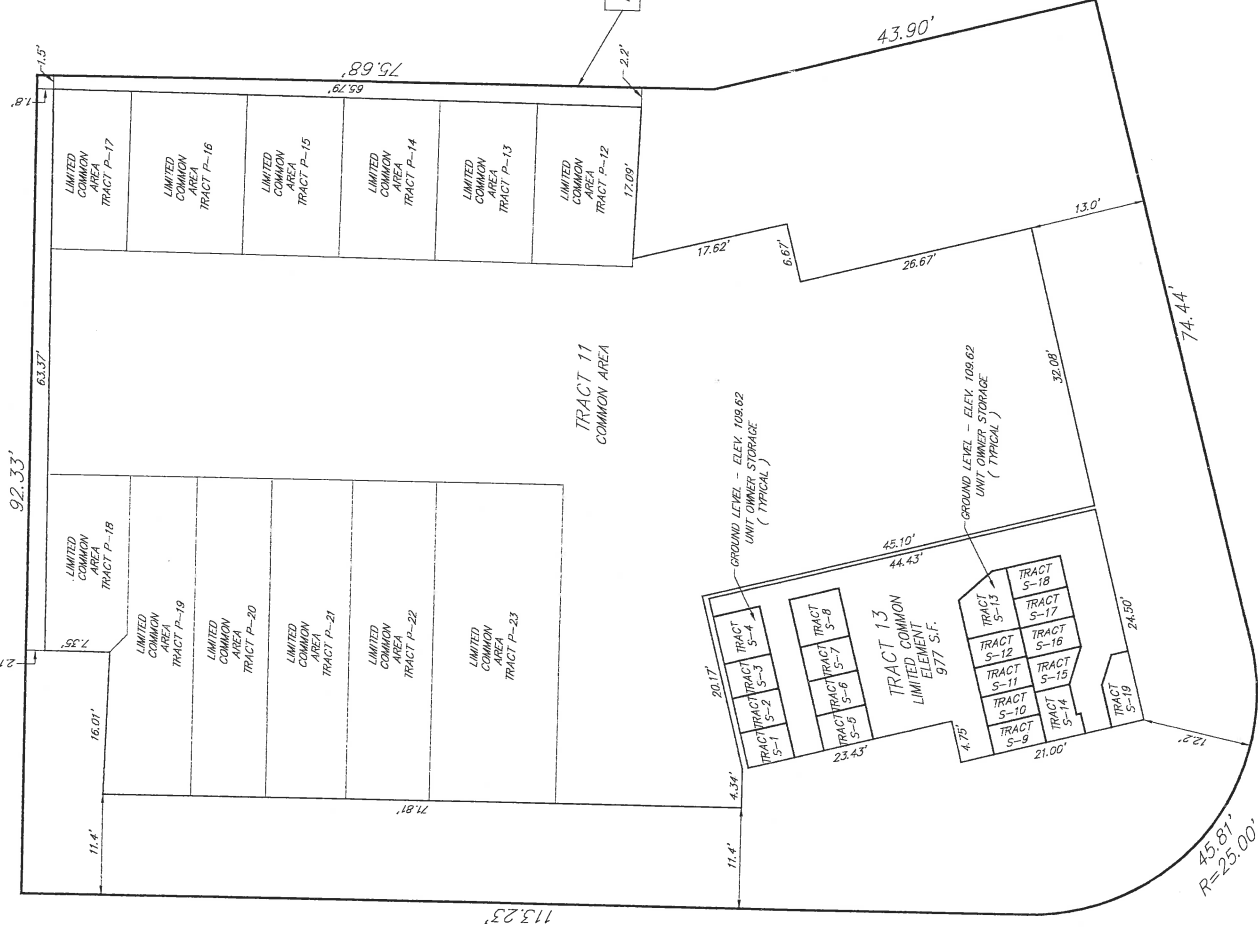 92.33'
1.5'
1.8'
63.37'
75.68'
65.79'
2.2'
43.90'
LIMITED
COMMON
AREA
TRACT P-17
LIMITED
COMMON
AREA
TRACT P-16
LIMITED
COMMON
AREA
TRACT P-15
LIMITED
COMMON
AREA
TRACT P-14
LIMITED
COMMON
AREA
TRACT P-13
LIMITED
COMMON
AREA
TRACT P-12
17.09'
17.62'
6.67'
26.67'
13.0'
32.08'
74.44'
LIMITED
COMMON
AREA
TRACT P-18
7.35'
16.01'
11.4'
LIMITED
COMMON
AREA
TRACT P-19
LIMITED
COMMON
AREA
TRACT P-20
LIMITED
COMMON
AREA
TRACT P-21
LIMITED
COMMON
AREA
TRACT P-22
LIMITED
COMMON
AREA
TRACT P-23
71.81'
113.23'
TRACT 11
COMMON AREA
GROUND LEVEL - ELEV. 109.62
UNIT OWNER STORAGE
( TYPICAL )
GROUND LEVEL - ELEV. 109.62
UNIT OWNER STORAGE
( TYPICAL )
45.10'
44.43'
20.17'
4.34'
11.4'
TRACT
S-4
TRACT
S-3
TRACT
S-2
TRACT
S-1
TRACT
S-8
TRACT
S-7
TRACT
S-6
TRACT
S-5
23.43'
TRACT 13
LIMITED COMMON
ELEMENT
977 S.F.
4.75'
TRACT
S-13
TRACT
S-12
TRACT
S-11
TRACT
S-10
TRACT
S-9
TRACT
S-18
TRACT
S-17
TRACT
S-16
TRACT
S-15
TRACT
S-14
TRACT
S-19
21.00'
24.50'
12.2'
45.81'
R=25.00'